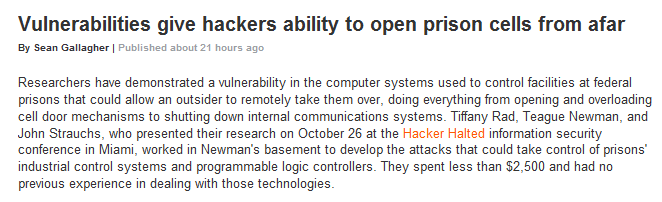 Vulnerabilities give hackers ability to open prison cells from afar
By Sean Gallagher | Published about 21 hours ago
Researchers have demonstrated a vulnerability in the computer systems used to control facilities at federal
prisons that could allow an outsider to remotely take them over, doing everything from opening and overloading
cell door mechanisms to shutting down internal communications systems. Tiffany Rad, Teague Newman, and
John Strauchs, who presented their research on October 26 at the Hacker Halted information security
conference in Miami, worked in Newman's basement to develop the attacks that could take control of prisons'
industrial control systems and programmable logic controllers. They spent less than $2,500 and had no
previous experience in dealing with those technologies.